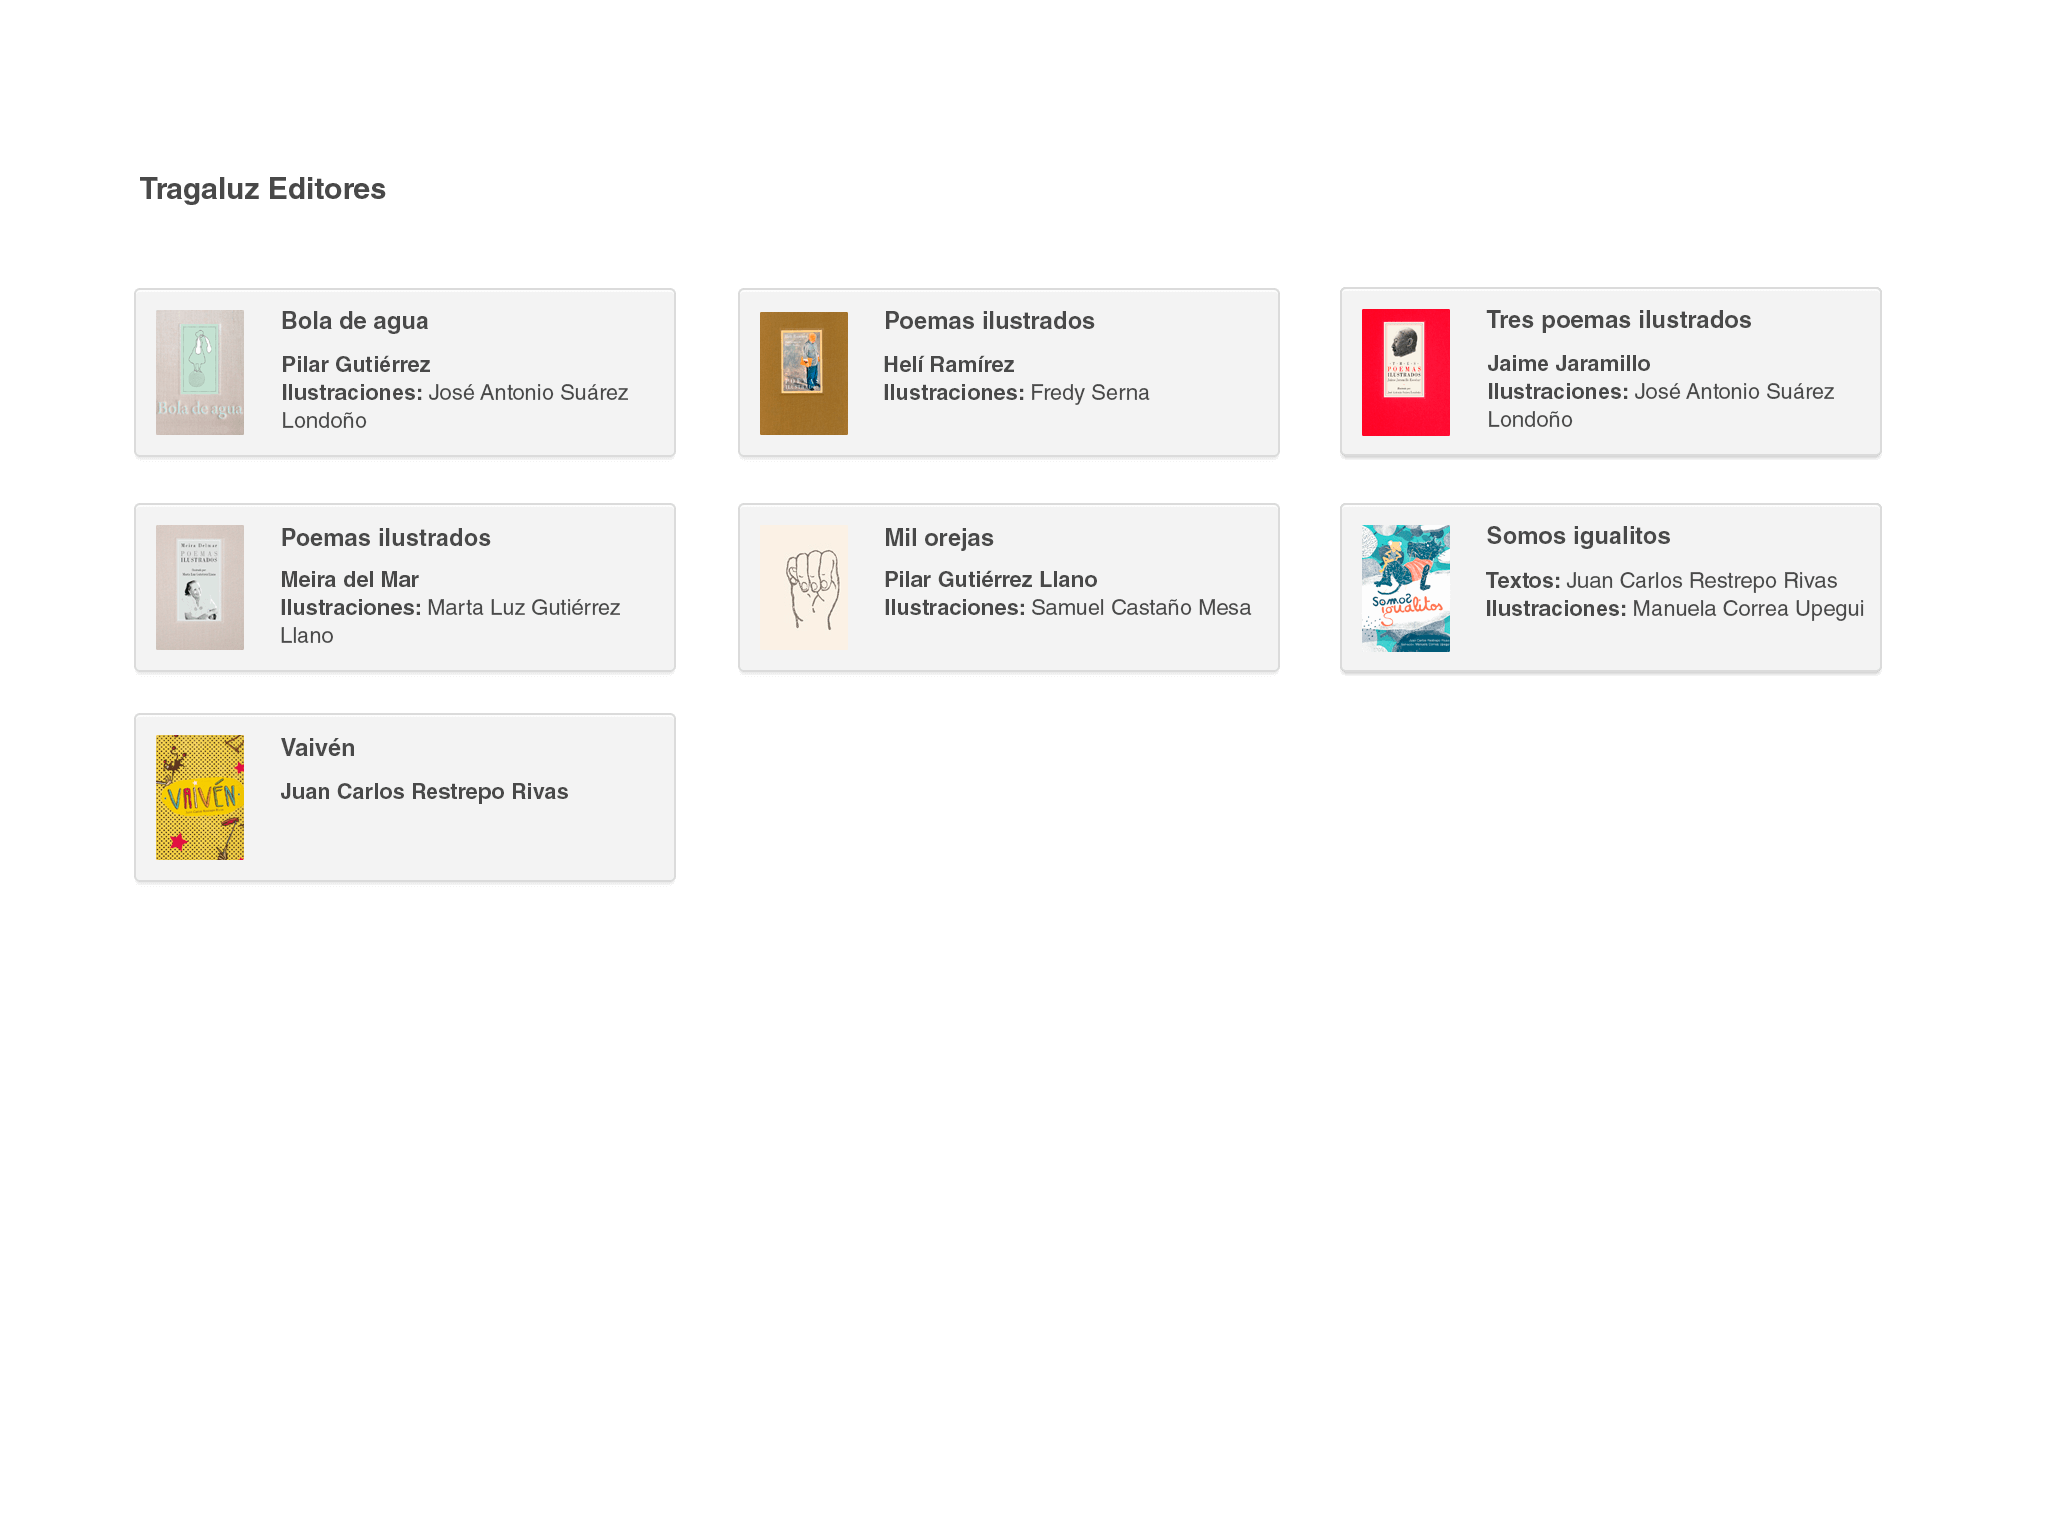 Tragaluz Editores
Bola de agua
Bola de agua
Pilar Gutiérrez
Ilustraciones: José Antonio Suárez
Londoño
Poemas ilustrados
Helí Ramírez
Ilustraciones: Fredy Serna
POEMAS
ILUSTRADOS
Tres poemas ilustrados
Jaime Jaramillo
Ilustraciones: José Antonio Suárez
Londoño
Meira Delmar
POEMAS
ILUSTRADOS
Poemas ilustrados
Meira del Mar
Ilustraciones: Marta Luz Gutiérrez
Llano
Mil orejas
Pilar Gutiérrez Llano
Ilustraciones: Samuel Castaño Mesa
Somos
igualitos
Somos igualitos
Textos: Juan Carlos Restrepo Rivas
Ilustraciones: Manuela Correa Upegui
VAIVÉN
Vaivén
Juan Carlos Restrepo Rivas